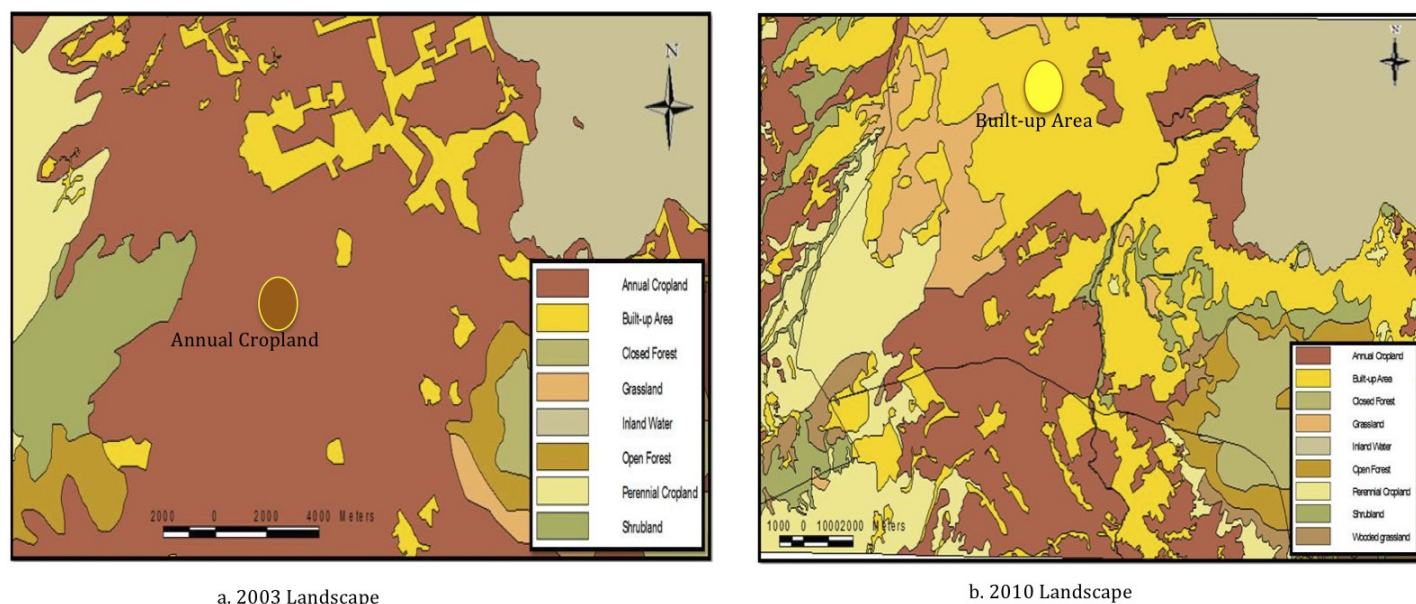 N
Annual Cropland
Annual Cropland
Built-up Area
Closed Forest
Grassland
Inland Water
Open Forest
Perennial Cropland
Shrubland
2000 0 2000 4000 Meters
a. 2003 Landscape
N
Built-up Area
Annual Cropland
Built-up Area
Closed Forest
Grassland
Inland Water
Open Forest
Perennial Cropland
Shrubland
Wooded grassland
1000 0 10002000 Meters
b. 2010 Landscape